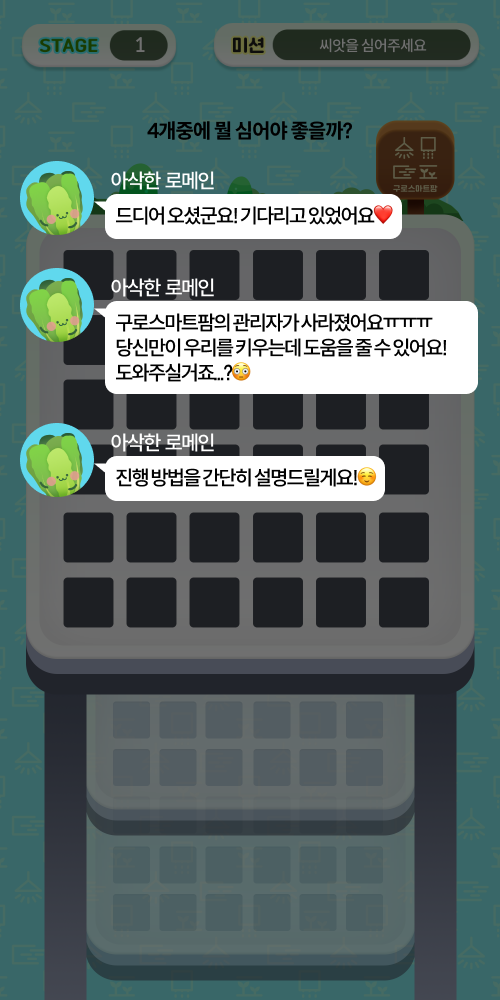 STAGE 1
미션 씨앗을 심어주세요
4개중에 뭘 심어야 좋을까?
구로스마트팜
아삭한 로메인
드디어 오셨군요! 기다리고 있었어요❤️
아삭한 로메인
구로스마트팜의 관리자가 사라졌어요ㅠㅠㅠ
당신만이 우리를 키우는데 도움을 줄 수 있어요!
도와주실거죠...?😳
아삭한 로메인
진행 방법을 간단히 설명드릴게요!☺️